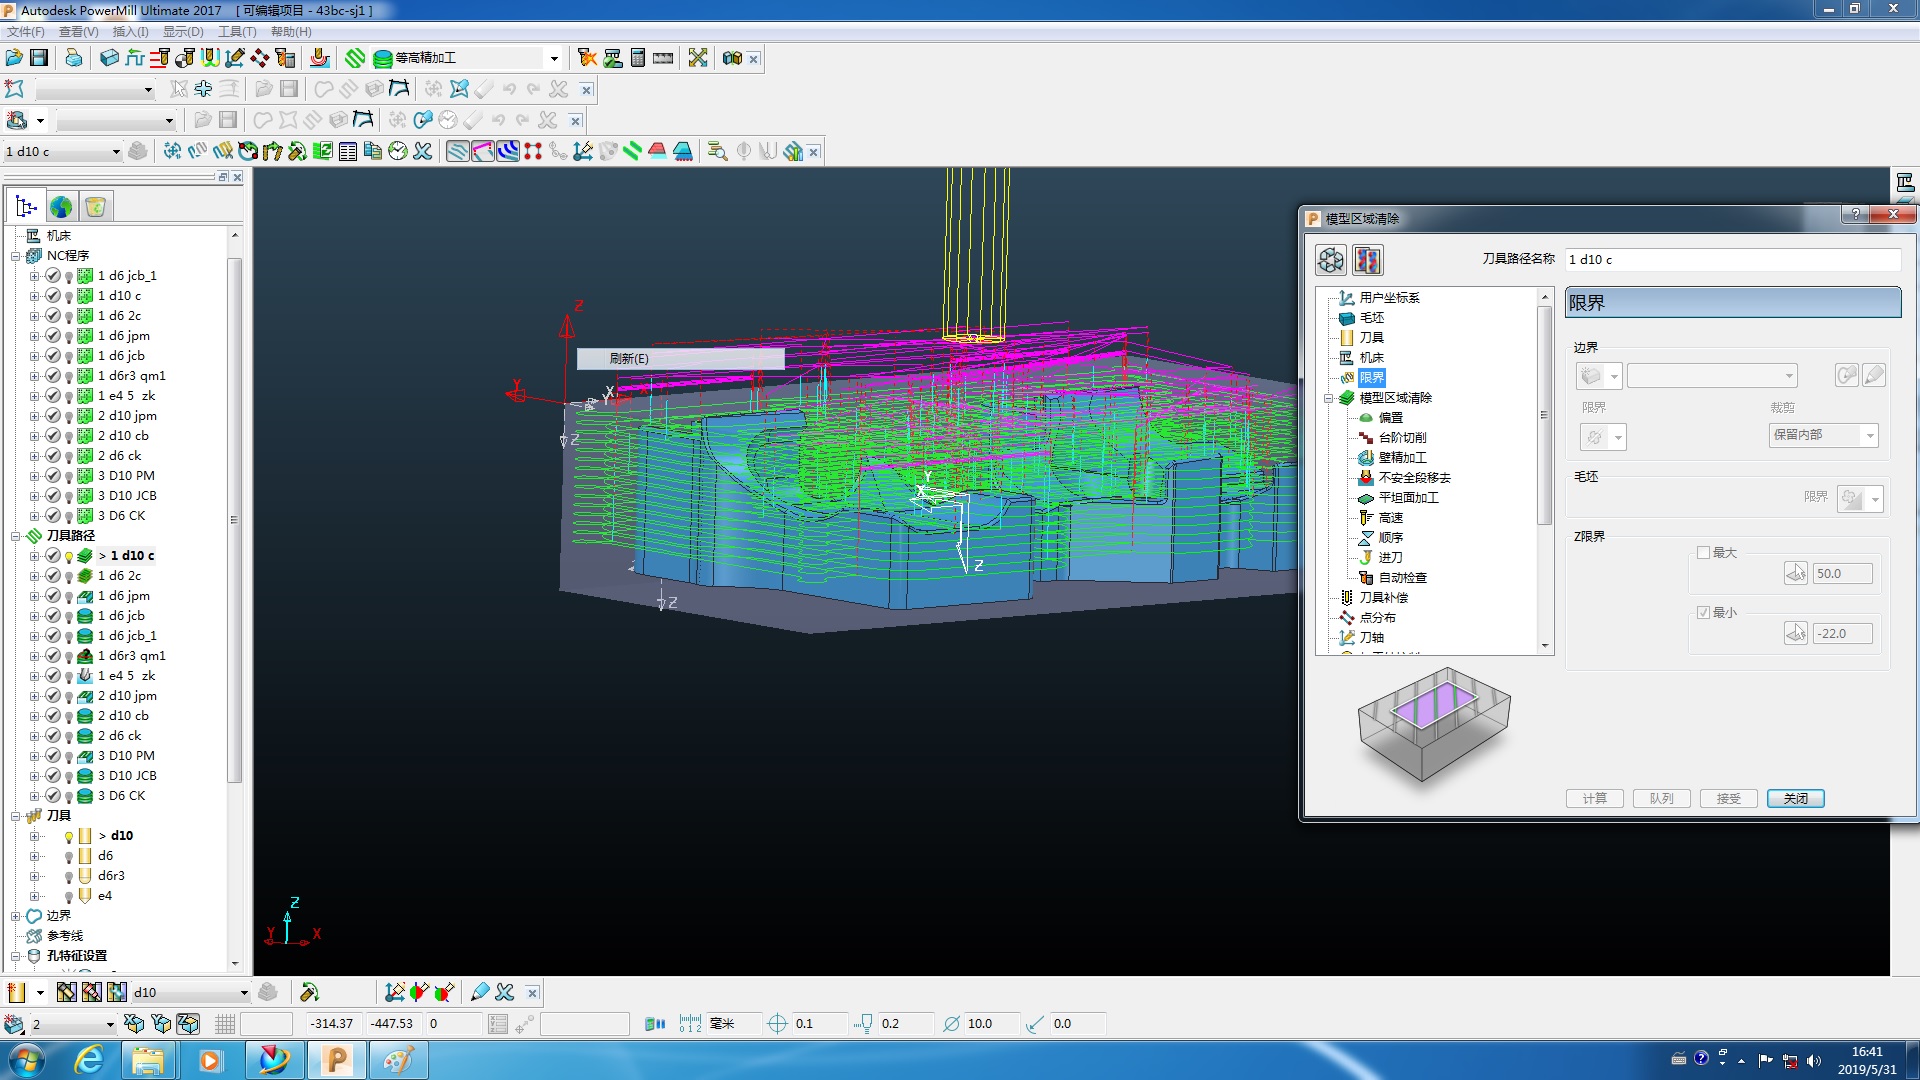 Autodesk PowerMill Ultimate 2017    [ 可编辑项目 - 43bc-sj1 ]
文件(F) 查看(V) 插入(I) 显示(D) 工具(T) 帮助(H)
等高精加工
1 d10 c
机床
NC程序
1 d6 jcb_1
1 d10 c
1 d6 2c
1 d6 jpm
1 d6 jcb
1 d6r3 qm1
1 e4 5  zk
2 d10 jpm
2 d10 cb
2 d6 ck
3 D10 PM
3 D10 JCB
3 D6 CK
刀具路径
> 1 d10 c
1 d6 2c
1 d6 jpm
1 d6 jcb
1 d6 jcb_1
1 d6r3 qm1
1 e4 5  zk
2 d10 jpm
2 d10 cb
2 d6 ck
3 D10 PM
3 D10 JCB
3 D6 CK
刀具
> d10
d6
d6r3
e4
边界
参考线
孔特征设置
Z
Y
刷新(E)
X
Y
Z
Y
X
Z
Z
Z
Y
X
模型区域清除
刀具路径名称 1 d10 c
用户坐标系
毛坯
刀具
机床
限界
模型区域清除
偏置
台阶切削
壁精加工
不安全段移去
平坦面加工
高速
顺序
进刀
自动检查
刀具补偿
点分布
刀轴
限界
边界
限界 裁剪
保留内部
毛坯
限界
Z限界
最大
50.0
最小
-22.0
计算 队列 接受 关闭
d10
2 -314.37 -447.53 0 毫米 0.1 0.2 10.0 0.0
16:41
2019/5/31